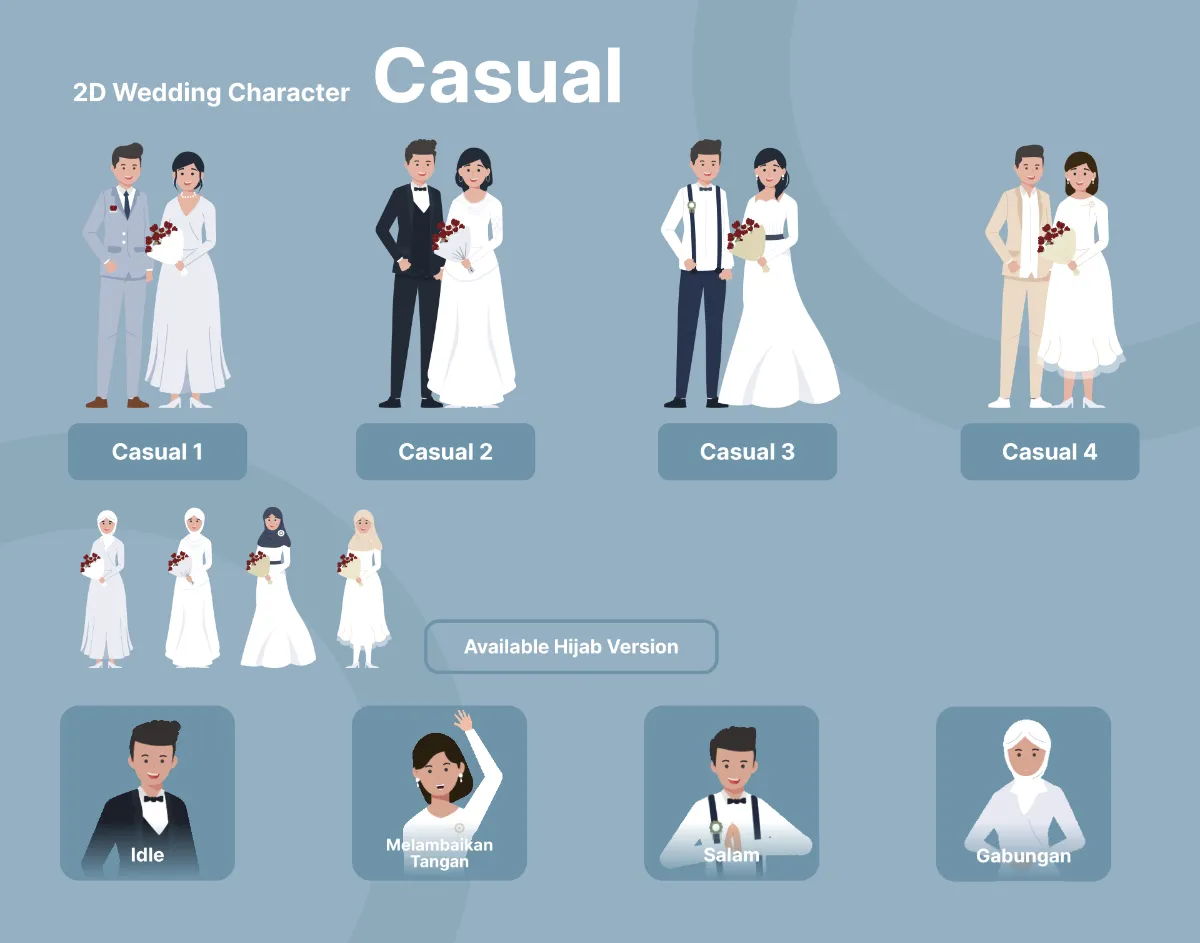 2D Wedding Character Casual
Casual 1
Casual 2
Casual 3
Casual 4
Available Hijab Version
Idle
Melambaikan
Tangan
Salam
Gabungan